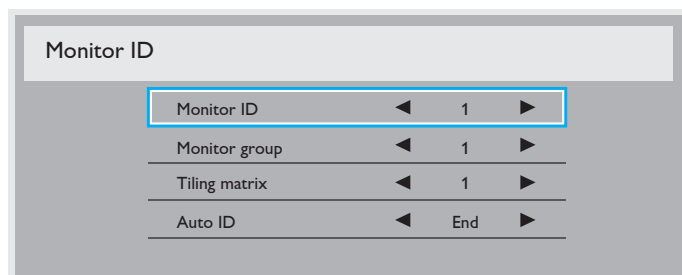 Monitor ID
Monitor ID ◀ 1 ▶
Monitor group ◀ 1 ▶
Tiling matrix ◀ 1 ▶
Auto ID ◀ End ▶